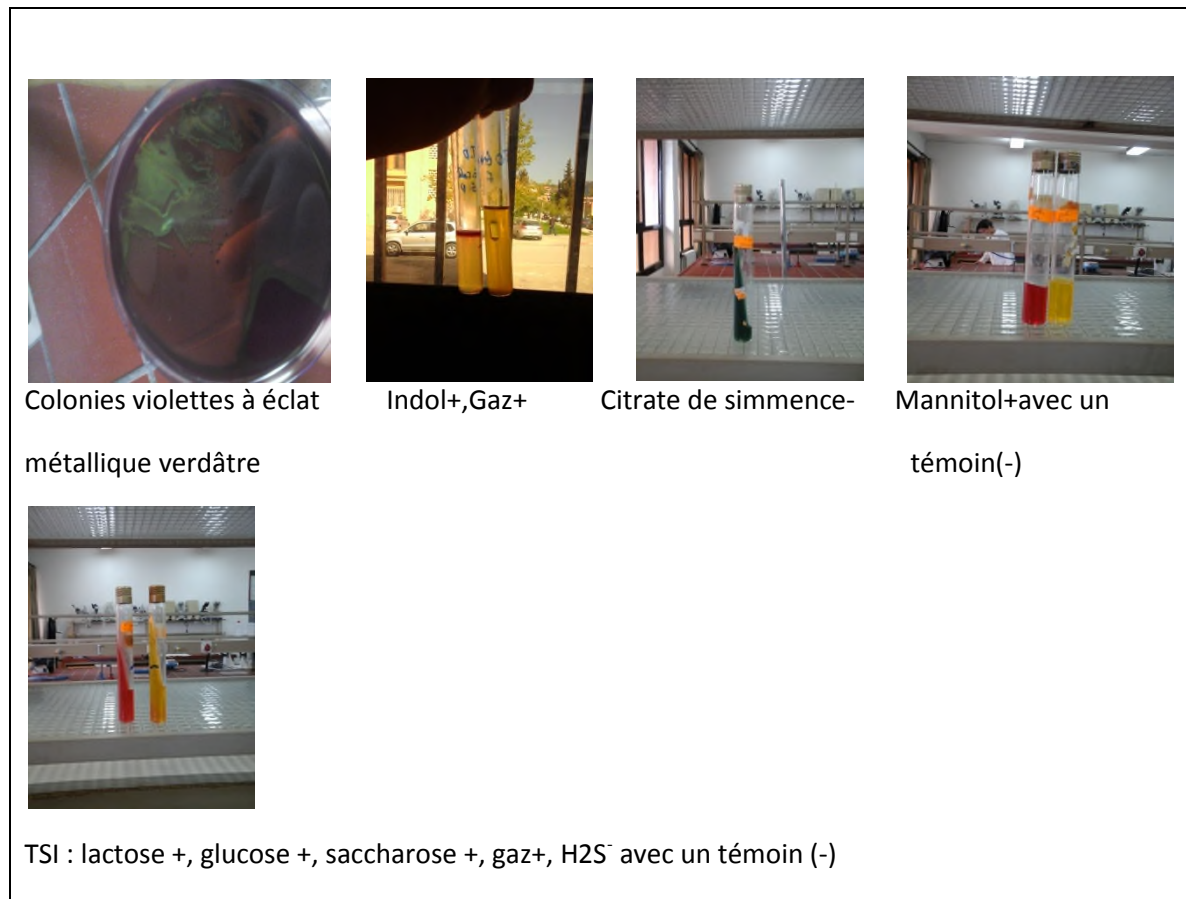 Colonies violettes à éclat Indol+,Gaz+ Citrate de simmence- Mannitol+avec un
métallique verdâtre témoin(-)
TSI : lactose +, glucose +, saccharose +, gaz+, H2S⁻ avec un témoin (-)